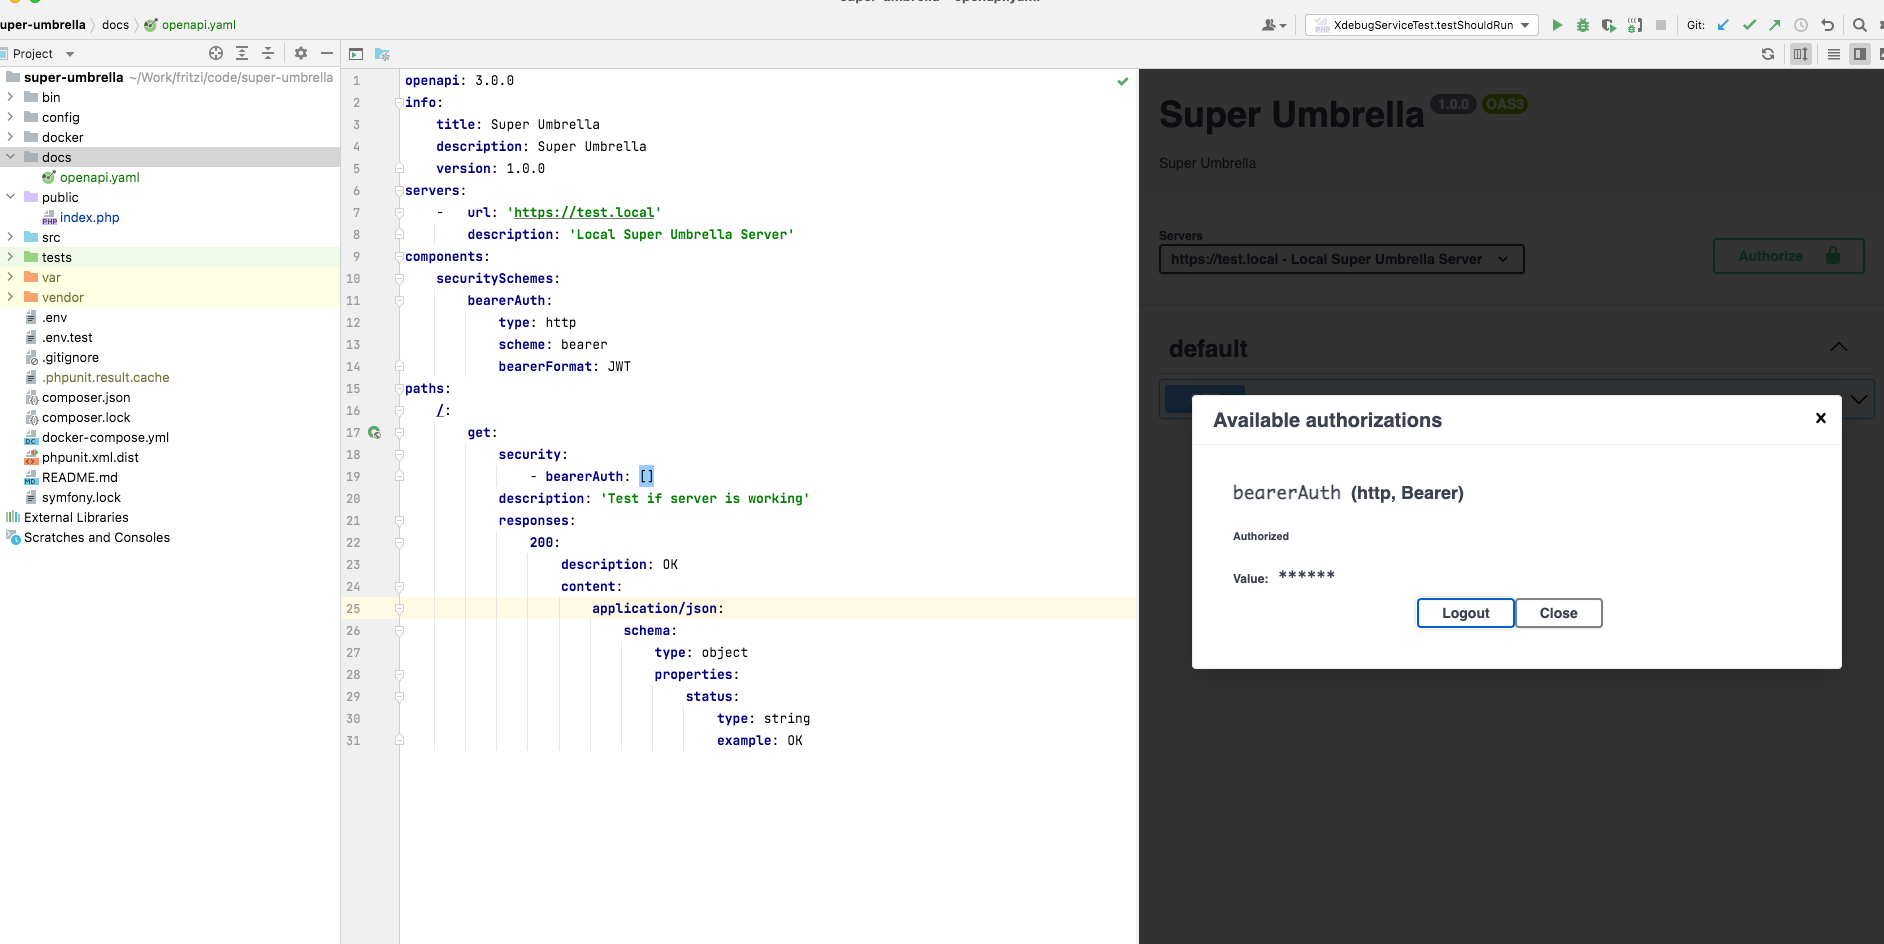 uper-umbrella docs openapi.yaml
XdebugServiceTest.testShouldRun Git:
Project
super-umbrella ~/Work/fritzi/code/super-umbrella
bin
config
docker
docs
openapi.yaml
public
index.php
src
tests
var
vendor
.env
.env.test
.gitignore
.phpunit.result.cache
composer.json
composer.lock
docker-compose.yml
phpunit.xml.dist
README.md
symfony.lock
External Libraries
Scratches and Consoles
1 openapi: 3.0.0
2 info:
3 title: Super Umbrella
4 description: Super Umbrella
5 version: 1.0.0
6 servers:
7 - url: 'https://test.local'
8 description: 'Local Super Umbrella Server'
9 components:
10 securitySchemes:
11 bearerAuth:
12 type: http
13 scheme: bearer
14 bearerFormat: JWT
15 paths:
16 /:
17 get:
18 security:
19 - bearerAuth: []
20 description: 'Test if server is working'
21 responses:
22 200:
23 description: OK
24 content:
25 application/json:
26 schema:
27 type: object
28 properties:
29 status:
30 type: string
31 example: OK
Super Umbrella 1.0.0 OAS3
Super Umbrella
Servers
https://test.local - Local Super Umbrella Server
Authorize
default
Available authorizations
bearerAuth (http, Bearer)
Authorized
Value: ******
Logout Close